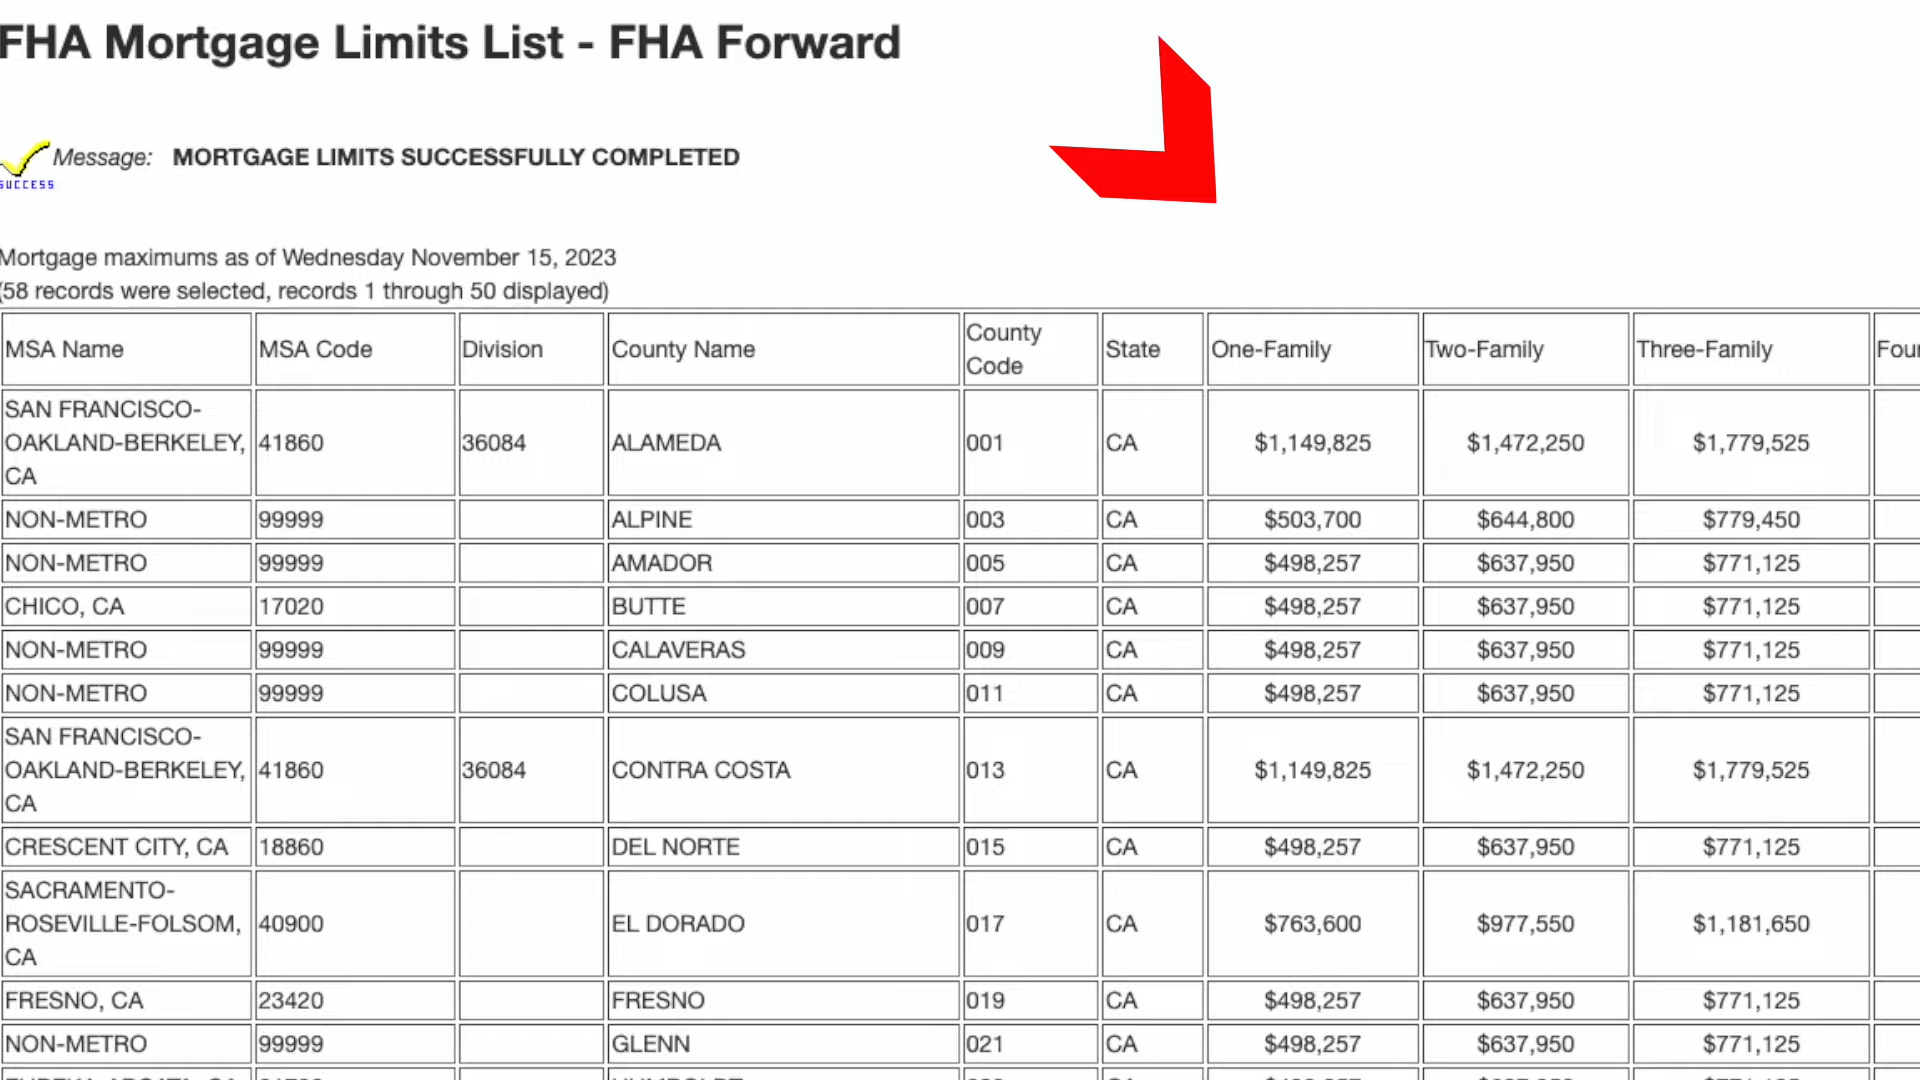 FHA Mortgage Limits List - FHA Forward
SUCCESS
Message: MORTGAGE LIMITS SUCCESSFULLY COMPLETED
Mortgage maximums as of Wednesday November 15, 2023
(58 records were selected, records 1 through 50 displayed)
MSA Name MSA Code Division County Name County Code State One-Family Two-Family Three-Family Four
SAN FRANCISCO-OAKLAND-BERKELEY, CA 41860 36084 ALAMEDA 001 CA $1,149,825 $1,472,250 $1,779,525
NON-METRO 99999 ALPINE 003 CA $503,700 $644,800 $779,450
NON-METRO 99999 AMADOR 005 CA $498,257 $637,950 $771,125
CHICO, CA 17020 BUTTE 007 CA $498,257 $637,950 $771,125
NON-METRO 99999 CALAVERAS 009 CA $498,257 $637,950 $771,125
NON-METRO 99999 COLUSA 011 CA $498,257 $637,950 $771,125
SAN FRANCISCO-OAKLAND-BERKELEY, CA 41860 36084 CONTRA COSTA 013 CA $1,149,825 $1,472,250 $1,779,525
CRESCENT CITY, CA 18860 DEL NORTE 015 CA $498,257 $637,950 $771,125
SACRAMENTO-ROSEVILLE-FOLSOM, CA 40900 EL DORADO 017 CA $763,600 $977,550 $1,181,650
FRESNO, CA 23420 FRESNO 019 CA $498,257 $637,950 $771,125
NON-METRO 99999 GLENN 021 CA $498,257 $637,950 $771,125